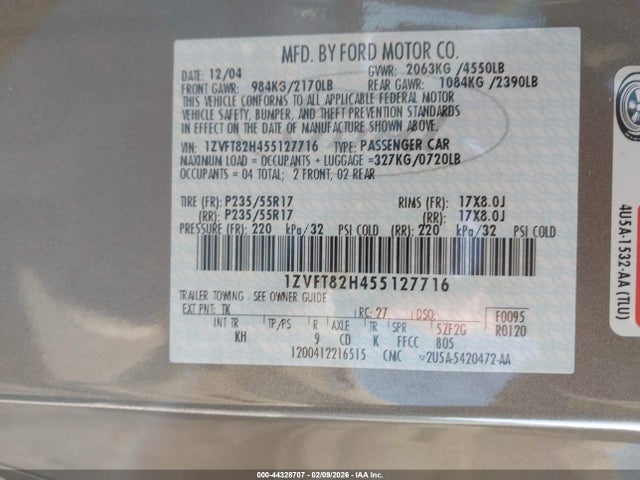 MFD. BY FORD MOTOR CO.
DATE: 12/04 GVWR: 2063KG /4550LB
FRONT GAWR: 984KG/2170LB REAR GAWR: 1084KG /2390LB
THIS VEHICLE CONFORMS TO ALL APPLICABLE FEDERAL MOTOR
VEHICLE SAFETY, BUMPER, AND THEFT PREVENTION STANDARDS
IN EFFECT ON THE DATE OF MANUFACTURE SHOWN ABOVE.
VIN: 1ZVFT82H455127716 TYPE: PASSENGER CAR
MAXIMUM LOAD = OCCUPANTS + LUGGAGE = 327KG/0720LB
OCCUPANTS = 04 TOTAL: 2 FRONT, 02 REAR
TIRE (FR): P235/55R17 RIMS (FR): 17X8.0J
(RR): P235/55R17 (RR): 17X8.0J
PRESSURE (FR): 220 kPa/32 PSI COLD (RR): 220 kPa/32 PSI COLD
1ZVFT82H455127716
TRAILER TOWING - SEE OWNER GUIDE
EXT PNT: TK RC: 27 DSO: F0095
INT TR TP/PS R AXLE TR SPR 5ZF2G R0120
KH 9 CD K FFCC 805
1200412216515 CMC 2U5A-5420472-AA
4U5A-1532-AA (TLU)
000-44328707 - 02/09/2026 - IAA Inc.